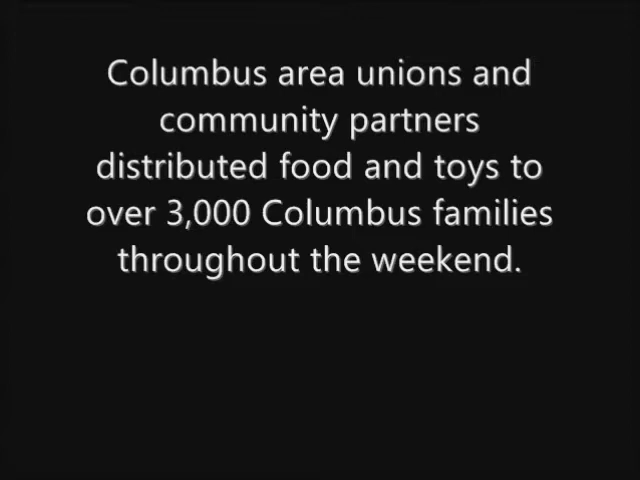 Columbus area unions and
community partners
distributed food and toys to
over 3,000 Columbus families
throughout the weekend.